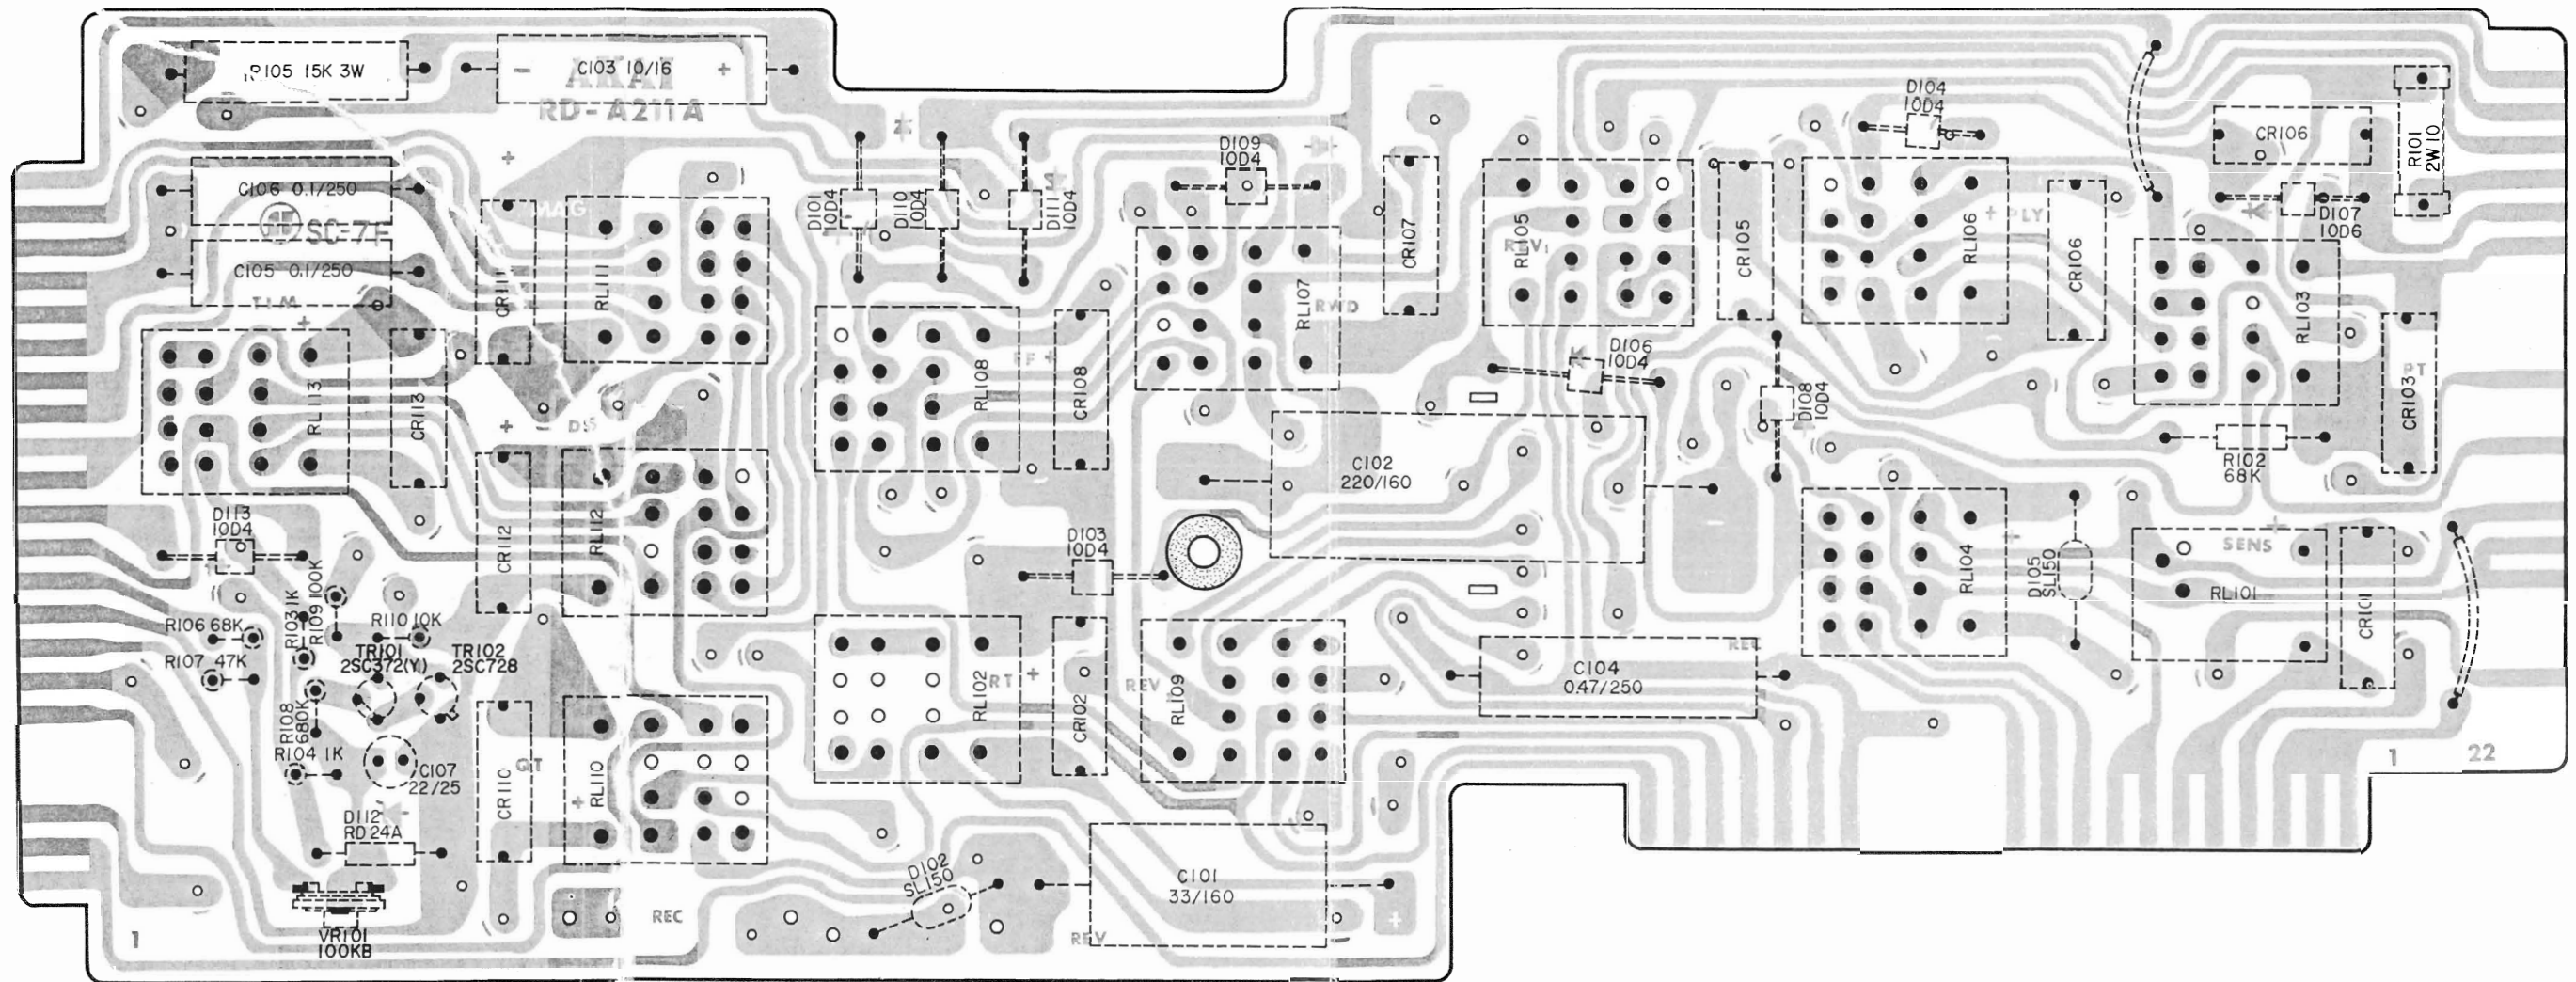 R105 15K 3W
C103 10/16
- +
AKAI
RD-A211A
C106 0.1/250
SC-7F
C105 0.1/250
TIM
+
MAG
CR111
RL111
D101
10D4
D110
10D4
D111
10D4
D109
10D4
CR107
RL105
REV
CR105
D104
10D4
RL106
+ PLY
CR106
CR106
R101
2W10
D107
10D6
RL103
CR103
PT
RL113
CR113
+
DS
RL108
FF +
CR108
RL107
RWD
D106
10D4
D108
10D4
C102
220/160
R102
68K
D113
10D4
CR112
RL112
D103
10D4
RL104
+
D105
SL150
SENS
+
RL101
CR101
R106 68K
R107 47K
R103 1K
R109 100K
R110 10K
TR101
2SC372(Y)
TR102
2SC728
R108
680K
R104 1K
C107
22/25
D112
RD24A
VR101
100KB
CR110
RL110
+
RL102
RT +
CR102
REV
RL109
C104
0.47/250
REC
1 22
1
REC
D102
SL150
C101
33/160
REV
+